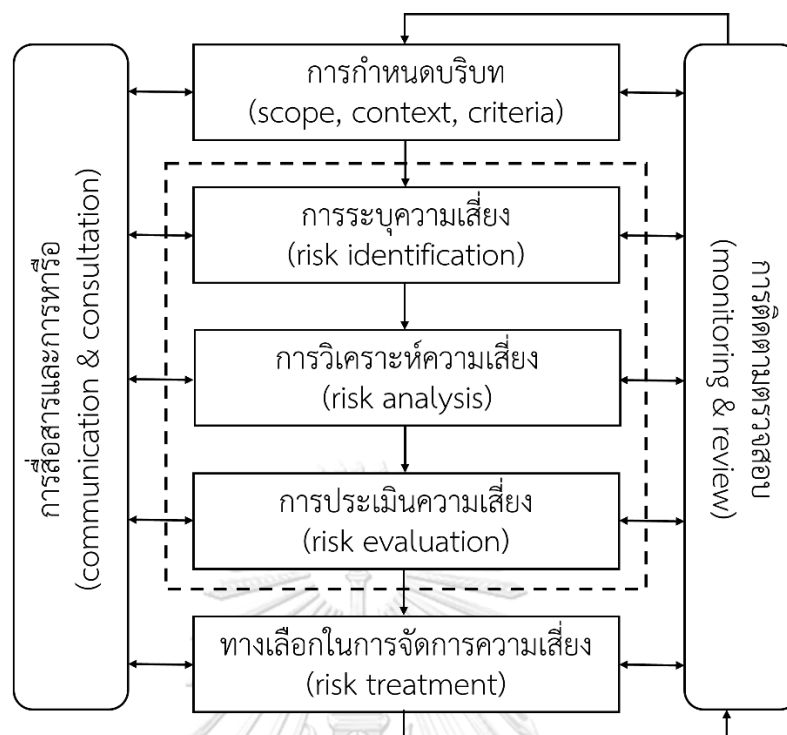 การกำหนดบริบท
(scope, context, criteria)
การระบุความเสี่ยง
(risk identification)
การวิเคราะห์ความเสี่ยง
(risk analysis)
การประเมินความเสี่ยง
(risk evaluation)
ทางเลือกในการจัดการความเสี่ยง
(risk treatment)
การสื่อสารและการหารือ
(communication & consultation)
การติดตามตรวจสอบ
(monitoring & review)